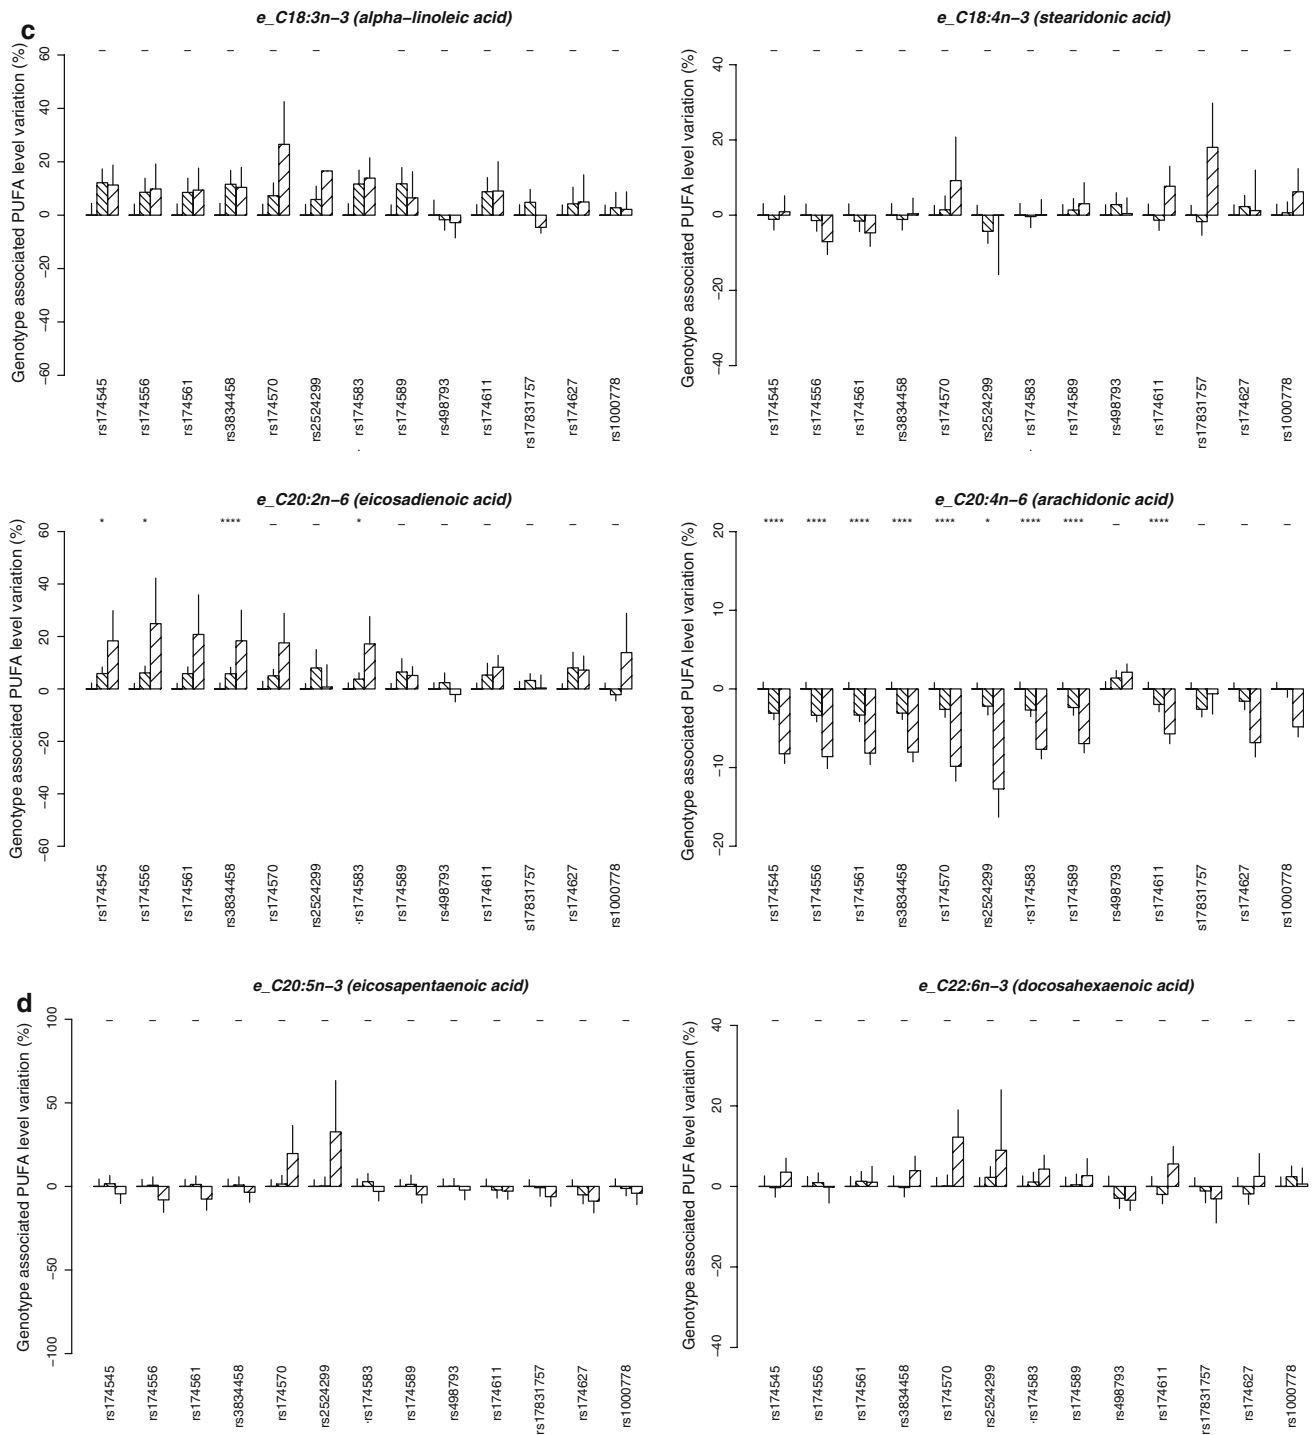 c
e_C18:3n−3 (alpha−linoleic acid)
Genotype associated PUFA level variation (%)
60
40
20
0
−20
−40
−60
− − − − − − − − − − − −
rs174545 rs174556 rs174561 rs3834458 rs174570 rs2524299 rs174583 rs174589 rs498793 rs174611 rs17831757 rs174627 rs1000778
e_C18:4n−3 (stearidonic acid)
Genotype associated PUFA level variation (%)
40
20
0
−20
−40
− − − − − − − − − − − − −
rs174545 rs174556 rs174561 rs3834458 rs174570 rs2524299 rs174583 rs174589 rs498793 rs174611 rs17831757 rs174627 rs1000778
e_C20:2n−6 (eicosadienoic acid)
Genotype associated PUFA level variation (%)
60
40
20
0
−20
−40
−60
* * **** − − * − − − − − −
rs174545 rs174556 rs174561 rs3834458 rs174570 rs2524299 rs174583 rs174589 rs498793 rs174611 s17831757 rs174627 rs1000778
e_C20:4n−6 (arachidonic acid)
Genotype associated PUFA level variation (%)
20
10
0
−10
−20
**** **** **** **** **** * **** **** − **** − − −
rs174545 rs174556 rs174561 rs3834458 rs174570 rs2524299 rs174583 rs174589 rs498793 rs174611 s17831757 rs174627 rs1000778
d
e_C20:5n−3 (eicosapentaenoic acid)
Genotype associated PUFA level variation (%)
100
50
0
−50
−100
− − − − − − − − − − − − −
rs174545 rs174556 rs174561 rs3834458 rs174570 rs2524299 rs174583 rs174589 rs498793 rs174611 rs17831757 rs174627 rs1000778
e_C22:6n−3 (docosahexaenoic acid)
Genotype associated PUFA level variation (%)
40
20
0
−20
−40
− − − − − − − − − − − − −
rs174545 rs174556 rs174561 rs3834458 rs174570 rs2524299 rs174583 rs174589 rs498793 rs174611 rs17831757 rs174627 rs1000778